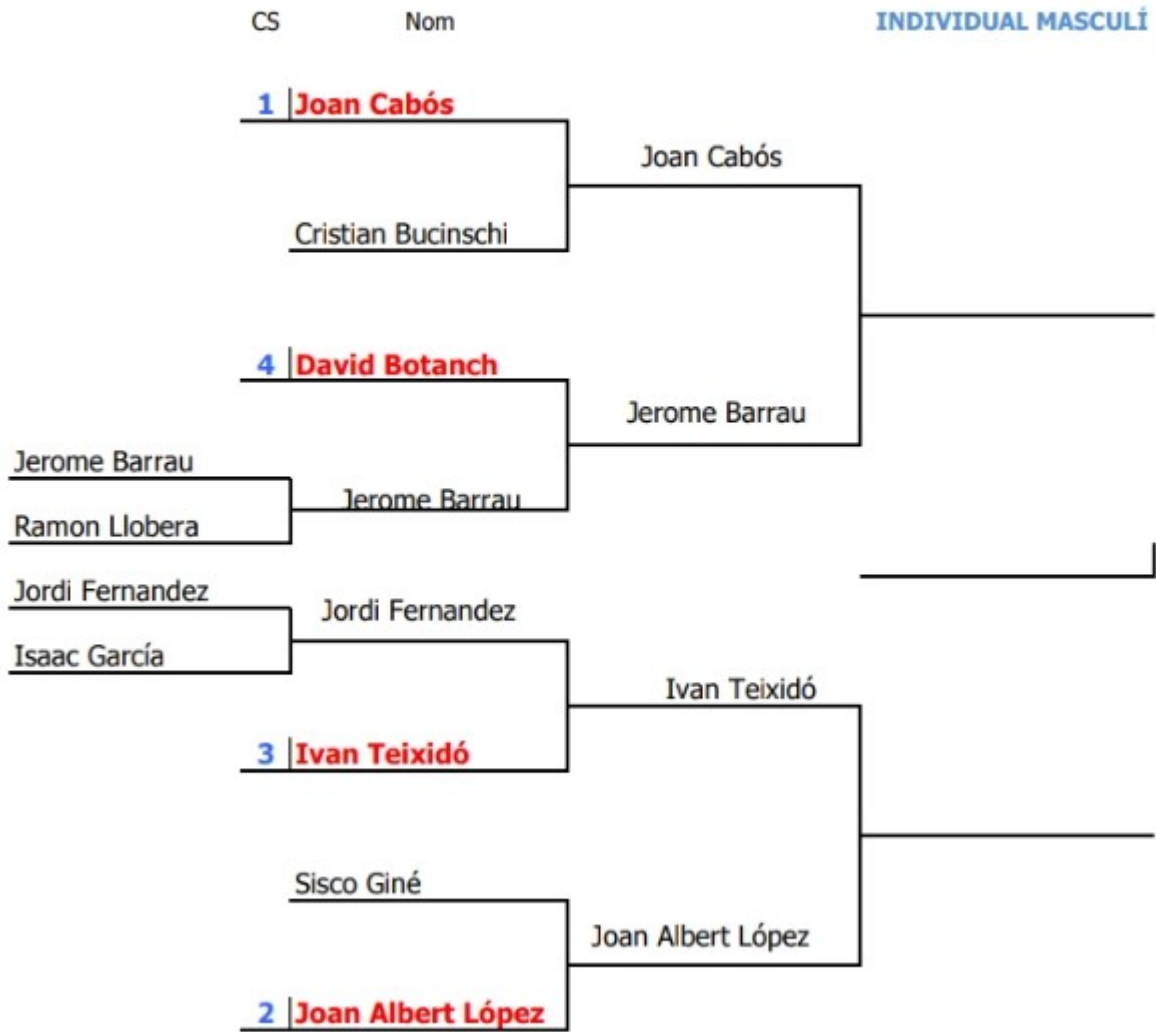 CS Nom INDIVIDUAL MASCULÍ
1 Joan Cabós
Joan Cabós
Cristian Bucinschi
4 David Botanch
Jerome Barrau
Jerome Barrau
Jerome Barrau
Ramon Llobera
Jordi Fernandez
Jordi Fernandez
Isaac García
Ivan Teixidó
3 Ivan Teixidó
Sisco Giné
Joan Albert López
2 Joan Albert López